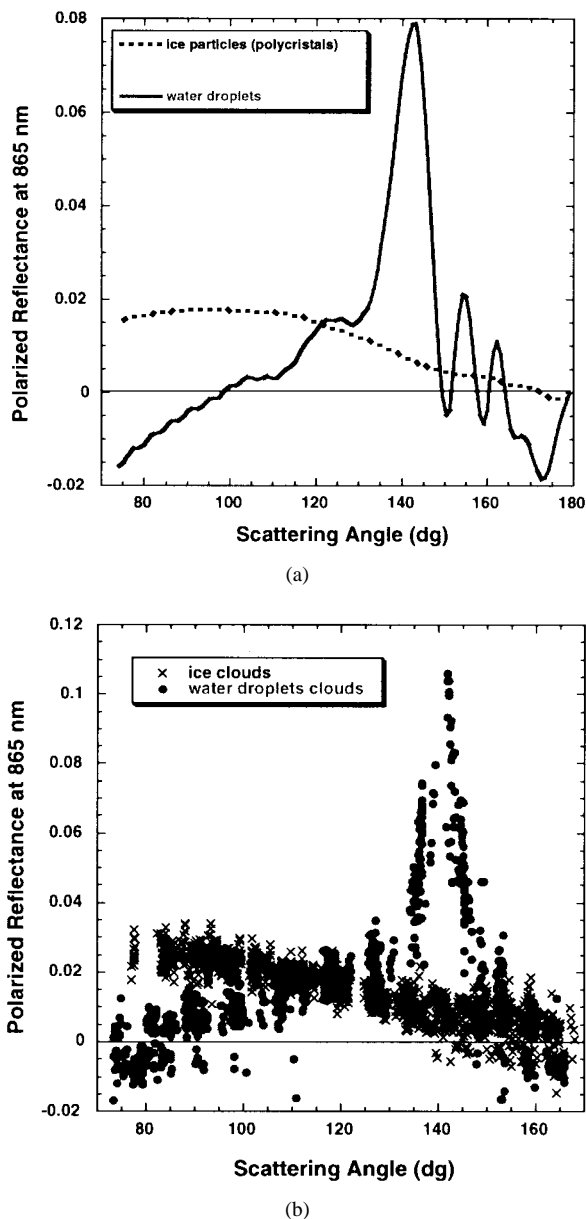 0.08
ice particles (polycristals)
water droplets
0.06
0.04
0.02
0
-0.02
Polarized Reflectance at 865 nm
80 100 120 140 160 180
Scattering Angle (dg)
(a)
0.12
ice clouds
water droplets clouds
0.1
0.08
0.06
0.04
0.02
0
-0.02
Polarized Reflectance at 865 nm
80 100 120 140 160
Scattering Angle (dg)
(b)